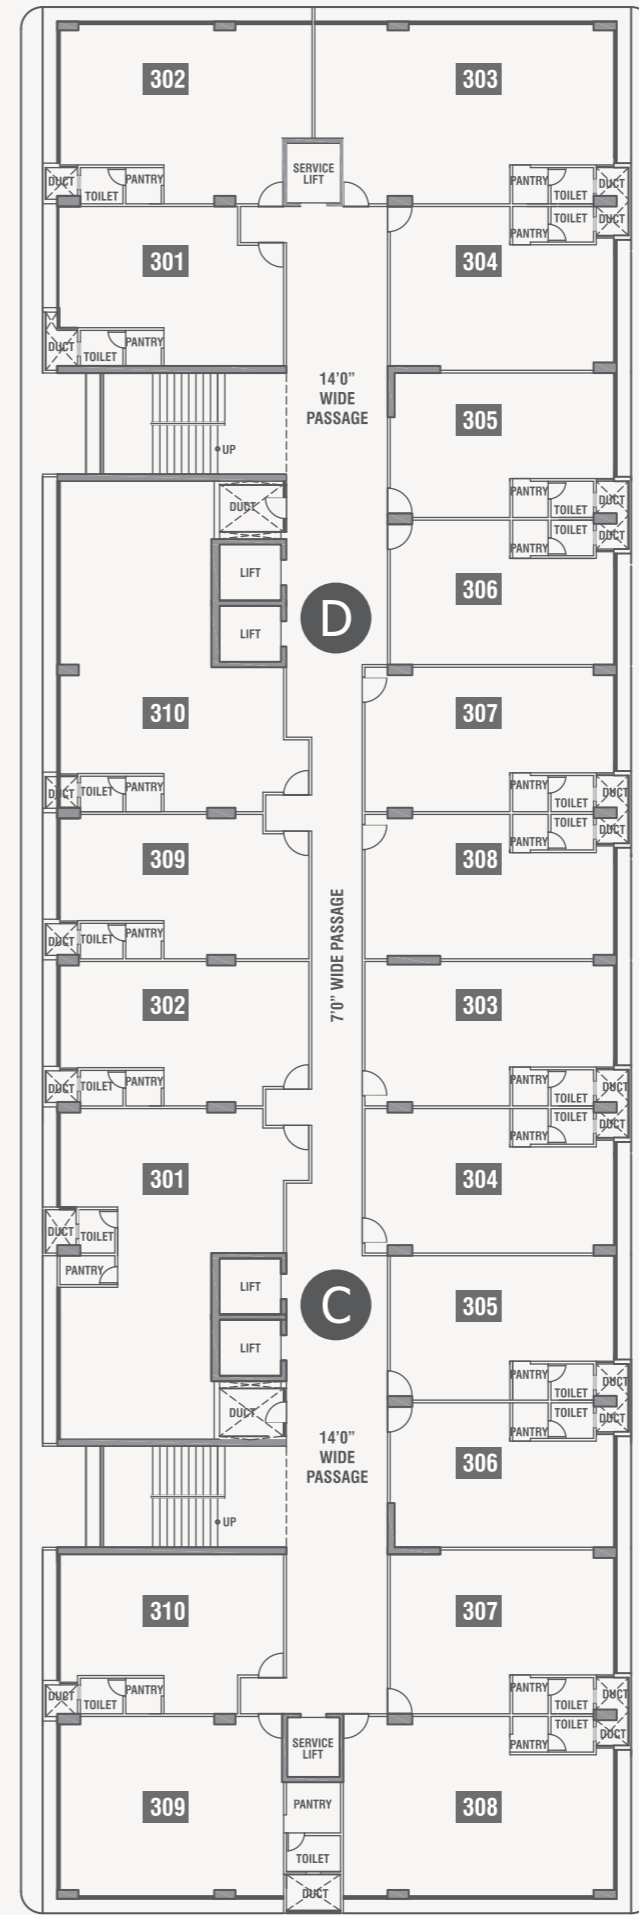 302
303
SERVICE
LIFT
DUCT
TOILET
PANTRY
PANTRY
TOILET
DUCT
301
304
PANTRY
TOILET
DUCT
DUCT
TOILET
PANTRY
14'0"
WIDE
PASSAGE
305
UP
DUCT
PANTRY
TOILET
DUCT
PANTRY
TOILET
DUCT
LIFT
LIFT
D
306
310
307
DUCT
TOILET
PANTRY
PANTRY
TOILET
DUCT
PANTRY
TOILET
DUCT
309
308
7'0" WIDE PASSAGE
DUCT
TOILET
PANTRY
302
303
DUCT
TOILET
PANTRY
PANTRY
TOILET
DUCT
PANTRY
TOILET
DUCT
301
304
DUCT
TOILET
PANTRY
LIFT
LIFT
C
305
DUCT
PANTRY
TOILET
DUCT
PANTRY
TOILET
DUCT
14'0"
WIDE
PASSAGE
306
UP
310
307
DUCT
TOILET
PANTRY
PANTRY
TOILET
DUCT
PANTRY
TOILET
DUCT
SERVICE
LIFT
309
308
PANTRY
TOILET
DUCT